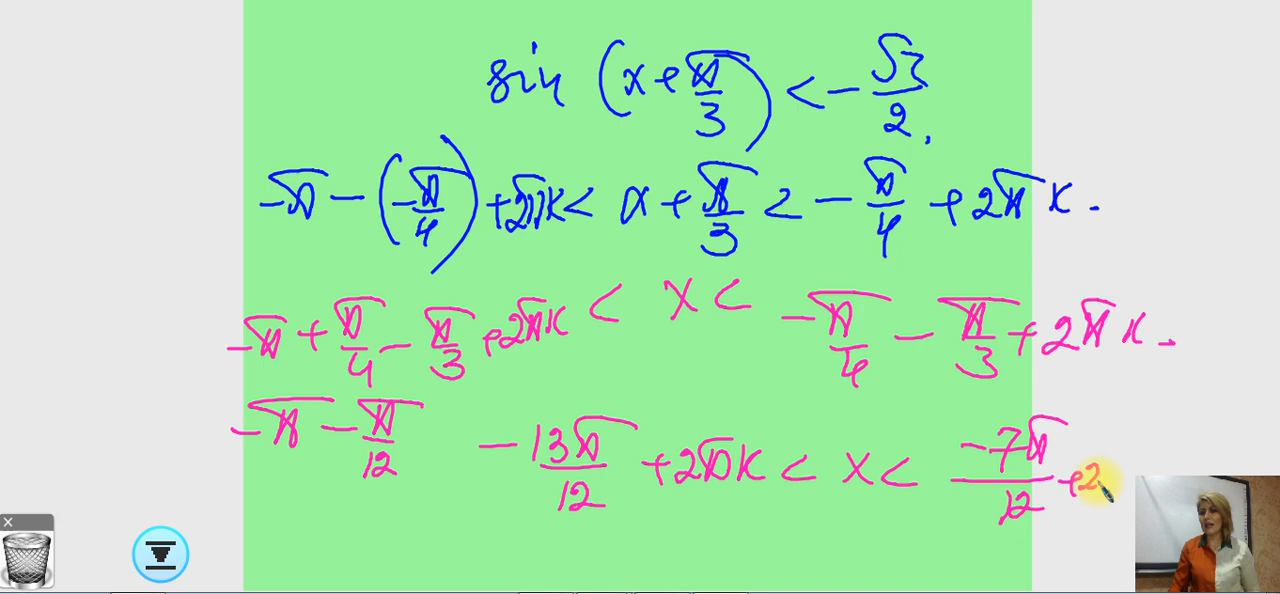 sin (x + π/3) < - √2/2.
-π - (-π/4) + 2πk < x + π/3 < - π/4 + 2πk.
-π + π/4 - π/3 + 2πk < x < - π/4 - π/3 + 2πk.
-π - π/12 - 13π/12 + 2πk < x < -7π/12 + 2